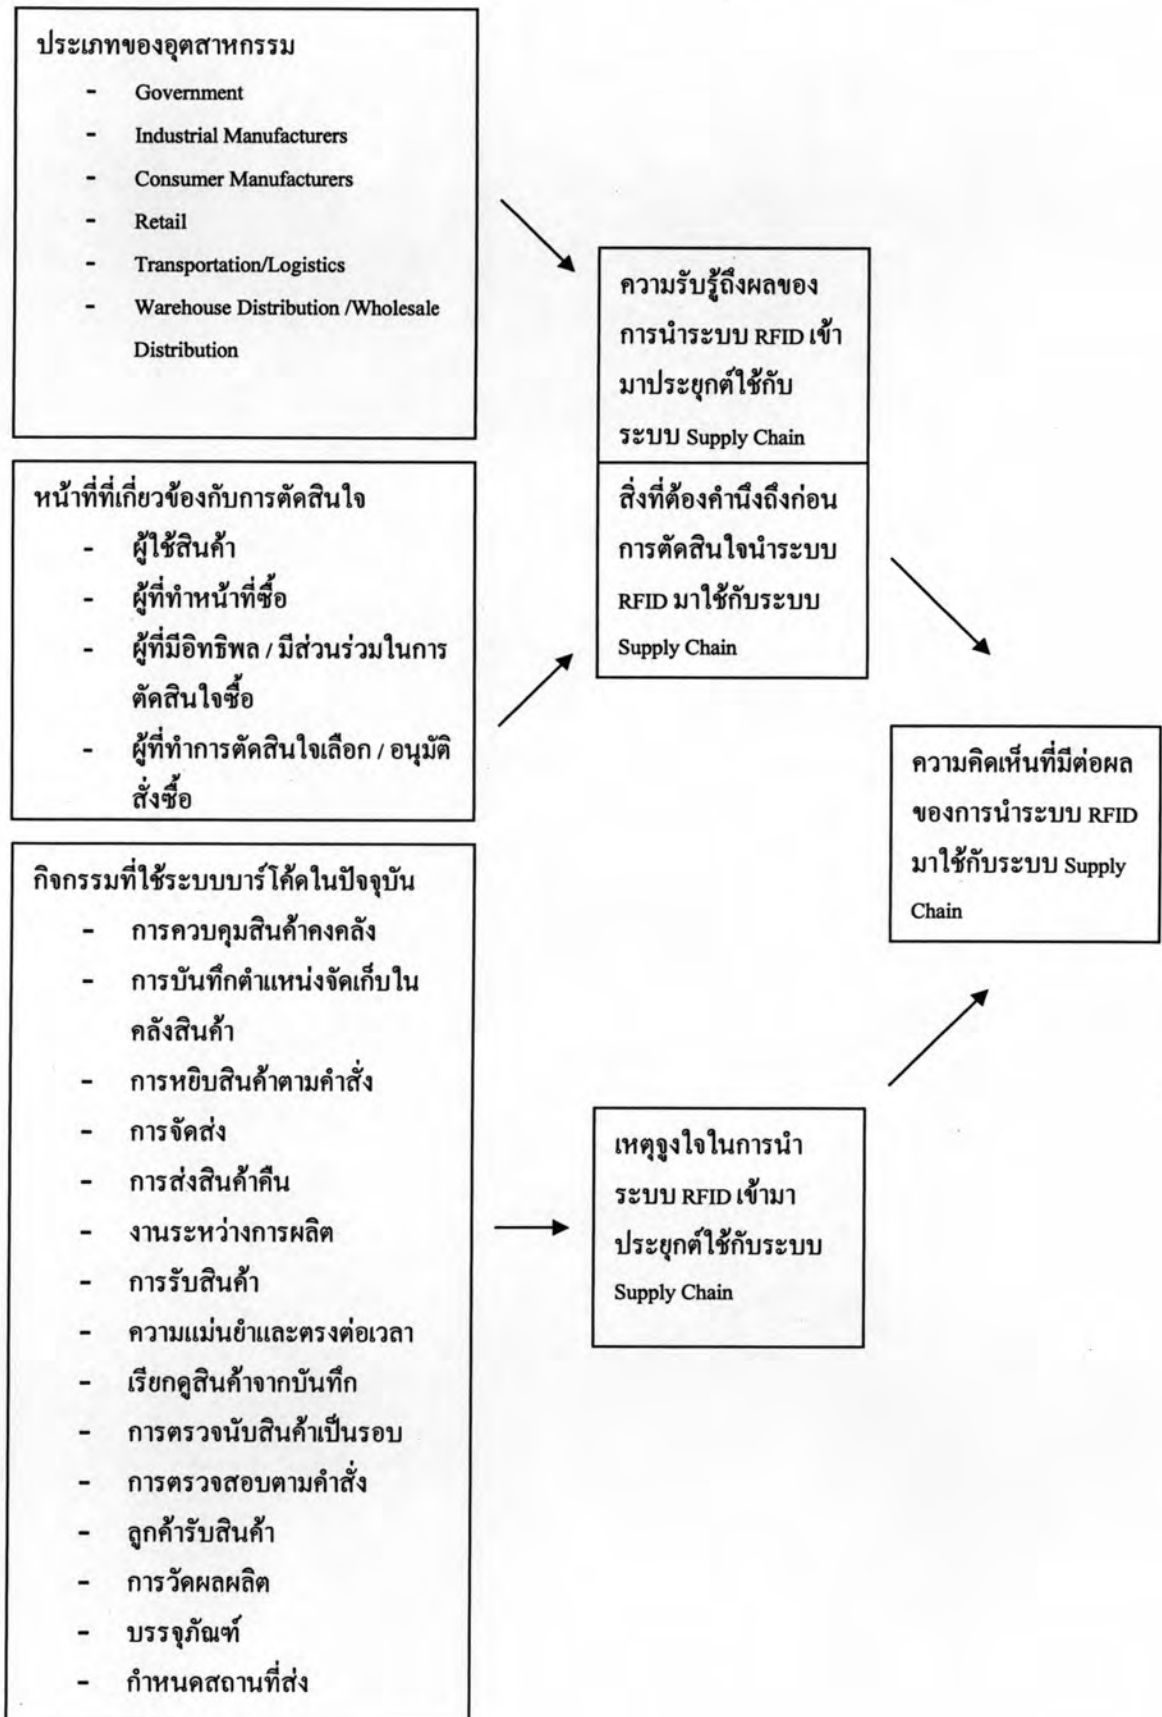 ประเภทของอุตสาหกรรม
- Government
- Industrial Manufacturers
- Consumer Manufacturers
- Retail
- Transportation/Logistics
- Warehouse Distribution /Wholesale
Distribution
หน้าที่ที่เกี่ยวข้องกับการตัดสินใจ
- ผู้ใช้สินค้า
- ผู้ที่ทำหน้าที่ซื้อ
- ผู้ที่มีอิทธิพล / มีส่วนร่วมในการ
ตัดสินใจซื้อ
- ผู้ที่ทำการตัดสินใจเลือก / อนุมัติ
สั่งซื้อ
กิจกรรมที่ใช้ระบบบาร์โค้ดในปัจจุบัน
- การควบคุมสินค้าคงคลัง
- การบันทึกตำแหน่งจัดเก็บใน
คลังสินค้า
- การหยิบสินค้าตามคำสั่ง
- การจัดส่ง
- การส่งสินค้าคืน
- งานระหว่างการผลิต
- การรับสินค้า
- ความแม่นยำและตรงต่อเวลา
- เรียกดูสินค้าจากบันทึก
- การตรวจนับสินค้าเป็นรอบ
- การตรวจสอบตามคำสั่ง
- ลูกค้ารับสินค้า
- การวัดผลผลิต
- บรรจุภัณฑ์
- กำหนดสถานที่ส่ง
ความรับรู้ถึงผลของ
การนำระบบ RFID เข้า
มาประยุกต์ใช้กับ
ระบบ Supply Chain
สิ่งที่ต้องคำนึงถึงก่อน
การตัดสินใจนำระบบ
RFID มาใช้กับระบบ
Supply Chain
เหตุจูงใจในการนำ
ระบบ RFID เข้ามา
ประยุกต์ใช้กับระบบ
Supply Chain
ความคิดเห็นที่มีต่อผล
ของการนำระบบ RFID
มาใช้กับระบบ Supply
Chain